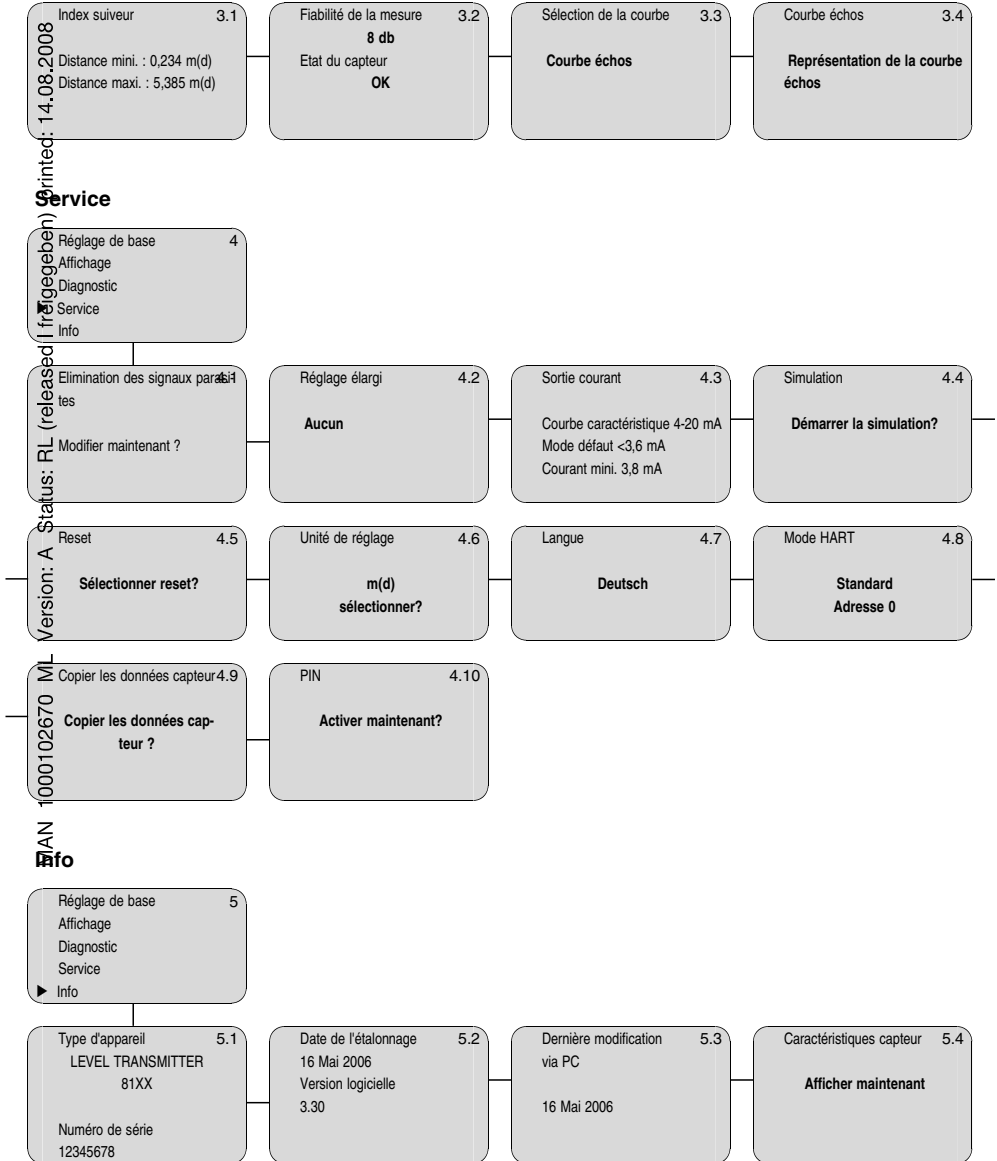 Index suiveur 3.1
Distance mini. : 0,234 m(d)
Distance maxi. : 5,385 m(d)
Fiabilité de la mesure 3.2
8 db
Etat du capteur
OK
Sélection de la courbe 3.3
Courbe échos
Courbe échos 3.4
Représentation de la courbe
échos
Service
Réglage de base 4
Affichage
Diagnostic
▶ Service
Info
Elimination des signaux parasi- 4.1
tes
Modifier maintenant ?
Réglage élargi 4.2
Aucun
Sortie courant 4.3
Courbe caractéristique 4-20 mA
Mode défaut <3,6 mA
Courant mini. 3,8 mA
Simulation 4.4
Démarrer la simulation?
Reset 4.5
Sélectionner reset?
Unité de réglage 4.6
m(d)
sélectionner?
Langue 4.7
Deutsch
Mode HART 4.8
Standard
Adresse 0
Copier les données capteur 4.9
Copier les données cap-
teur ?
PIN 4.10
Activer maintenant?
Info
Réglage de base 5
Affichage
Diagnostic
Service
▶ Info
Type d'appareil 5.1
LEVEL TRANSMITTER
81XX
Numéro de série
12345678
Date de l'étalonnage 5.2
16 Mai 2006
Version logicielle
3.30
Dernière modification 5.3
via PC
16 Mai 2006
Caractéristiques capteur 5.4
Afficher maintenant
MAN 1000102670 ML Version: A Status: RL (released | freigegeben) printed: 14.08.2008